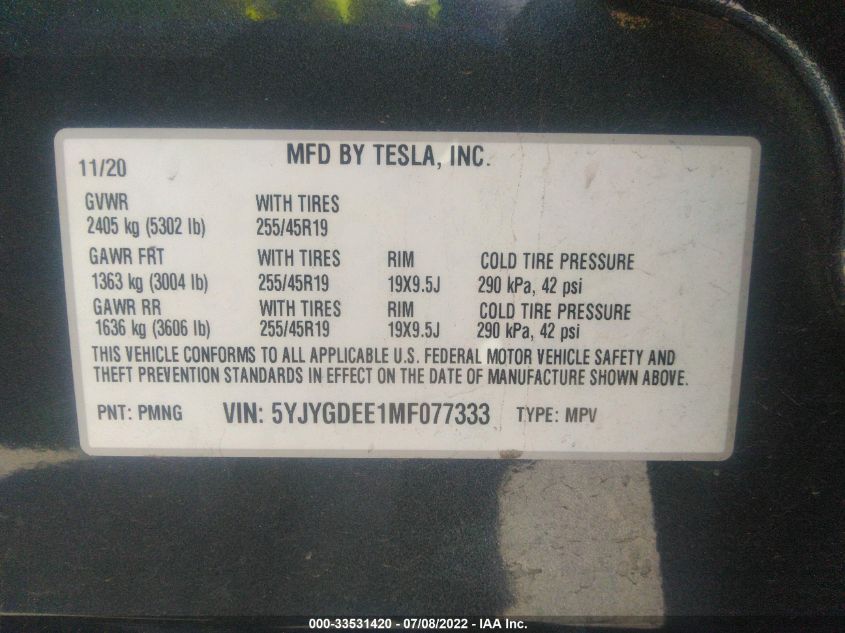 MFD BY TESLA, INC.
11/20
GVWR WITH TIRES
2405 kg (5302 lb) 255/45R19
GAWR FRT WITH TIRES RIM COLD TIRE PRESSURE
1363 kg (3004 lb) 255/45R19 19X9.5J 290 kPa, 42 psi
GAWR RR WITH TIRES RIM COLD TIRE PRESSURE
1636 kg (3606 lb) 255/45R19 19X9.5J 290 kPa, 42 psi
THIS VEHICLE CONFORMS TO ALL APPLICABLE U.S. FEDERAL MOTOR VEHICLE SAFETY AND
THEFT PREVENTION STANDARDS IN EFFECT ON THE DATE OF MANUFACTURE SHOWN ABOVE.
PNT: PMNG VIN: 5YJYGDEE1MF077333 TYPE: MPV
000-33531420 - 07/08/2022 - IAA Inc.